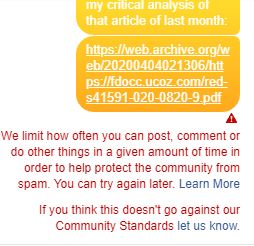 my critical analysis of
that article of last month:
https://web.archive.org/w
eb/20200404021306/htt
ps://fdocc.ucoz.com/red-
s41591-020-0820-9.pdf
We limit how often you can post, comment or
do other things in a given amount of time in
order to help protect the community from
spam. You can try again later. Learn More
If you think this doesn't go against our
Community Standards let us know.